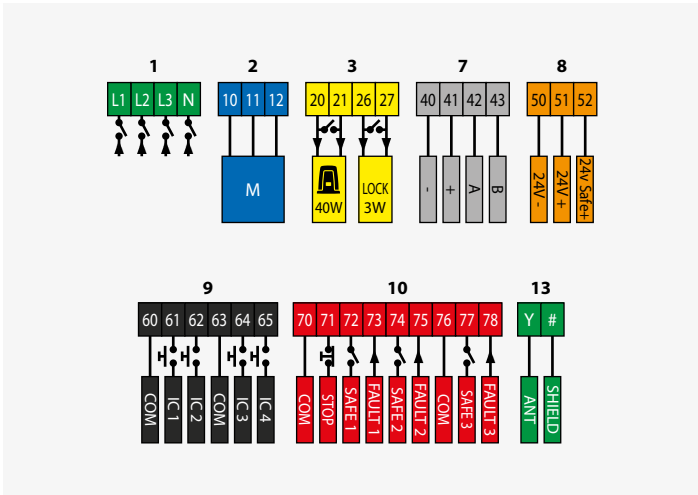 1 2 3 7 8
L1 L2 L3 N 10 11 12 20 21 26 27 40 41 42 43 50 51 52
M 40W LOCK 3W - + A B 24V - 24V + 24v Safe+
9 10 13
60 61 62 63 64 65 70 71 72 73 74 75 76 77 78 Y #
COM IC 1 IC 2 COM IC 3 IC 4 COM STOP SAFE 1 FAULT 1 SAFE 2 FAULT 2 COM SAFE 3 FAULT 3 ANT SHIELD